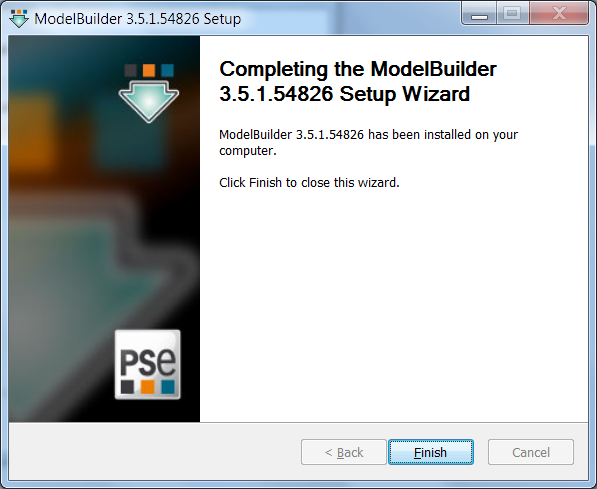 ModelBuilder 3.5.1.54826 Setup
Completing the ModelBuilder
3.5.1.54826 Setup Wizard
ModelBuilder 3.5.1.54826 has been installed on your
computer.
Click Finish to close this wizard.
PSe
< Back
Finish
Cancel